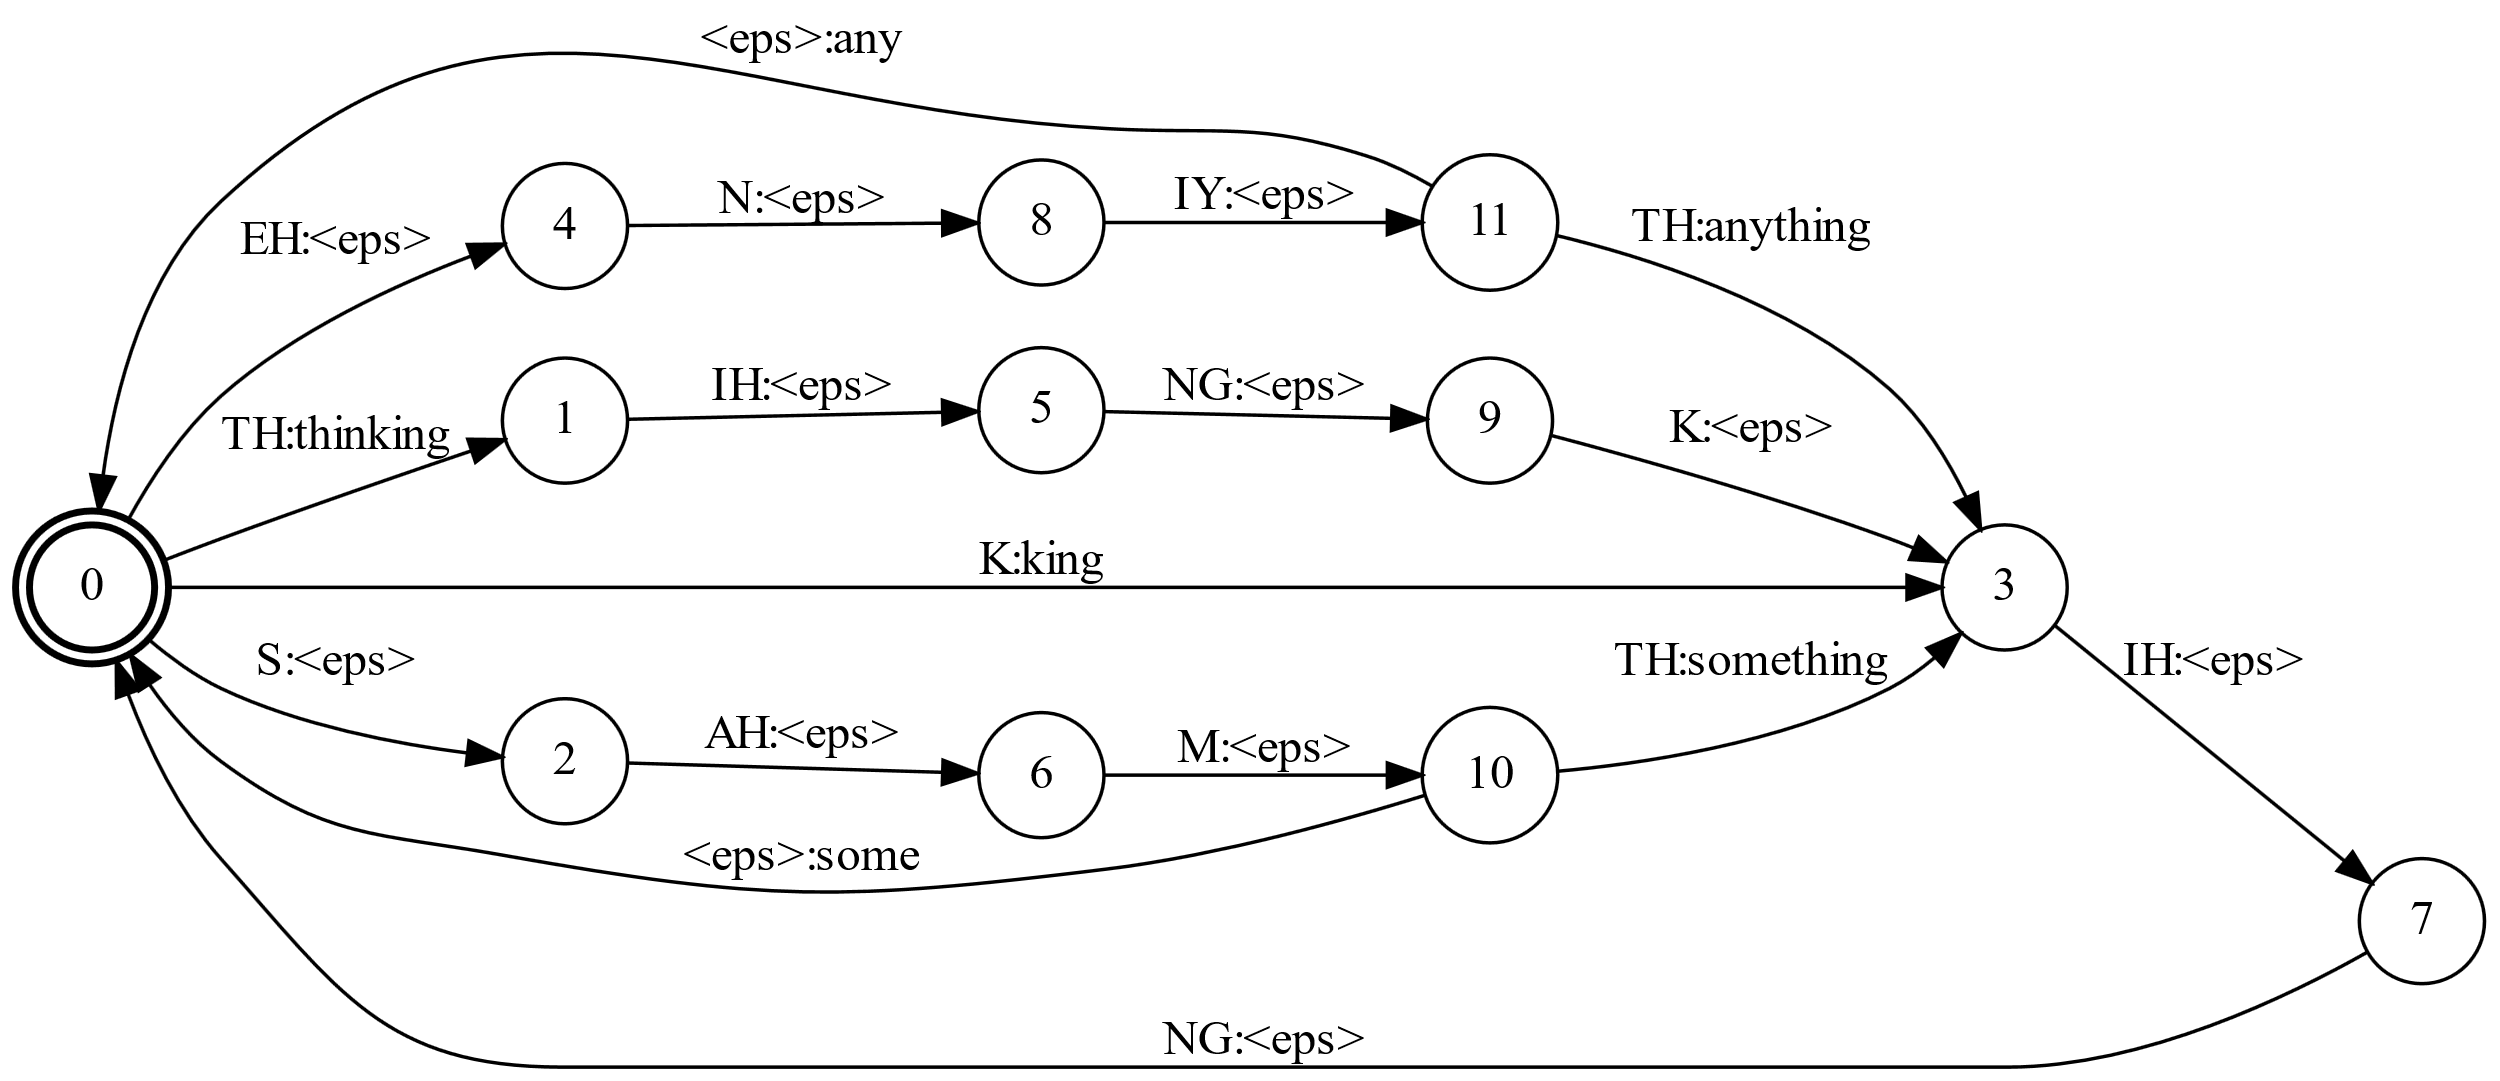 <eps>:any
EH:<eps>
4
N:<eps>
8
IY:<eps>
11
TH:anything
TH:thinking
1
IH:<eps>
5
NG:<eps>
9
K:<eps>
0
K:king
3
S:<eps>
2
AH:<eps>
6
M:<eps>
10
TH:something
IH:<eps>
<eps>:some
7
NG:<eps>